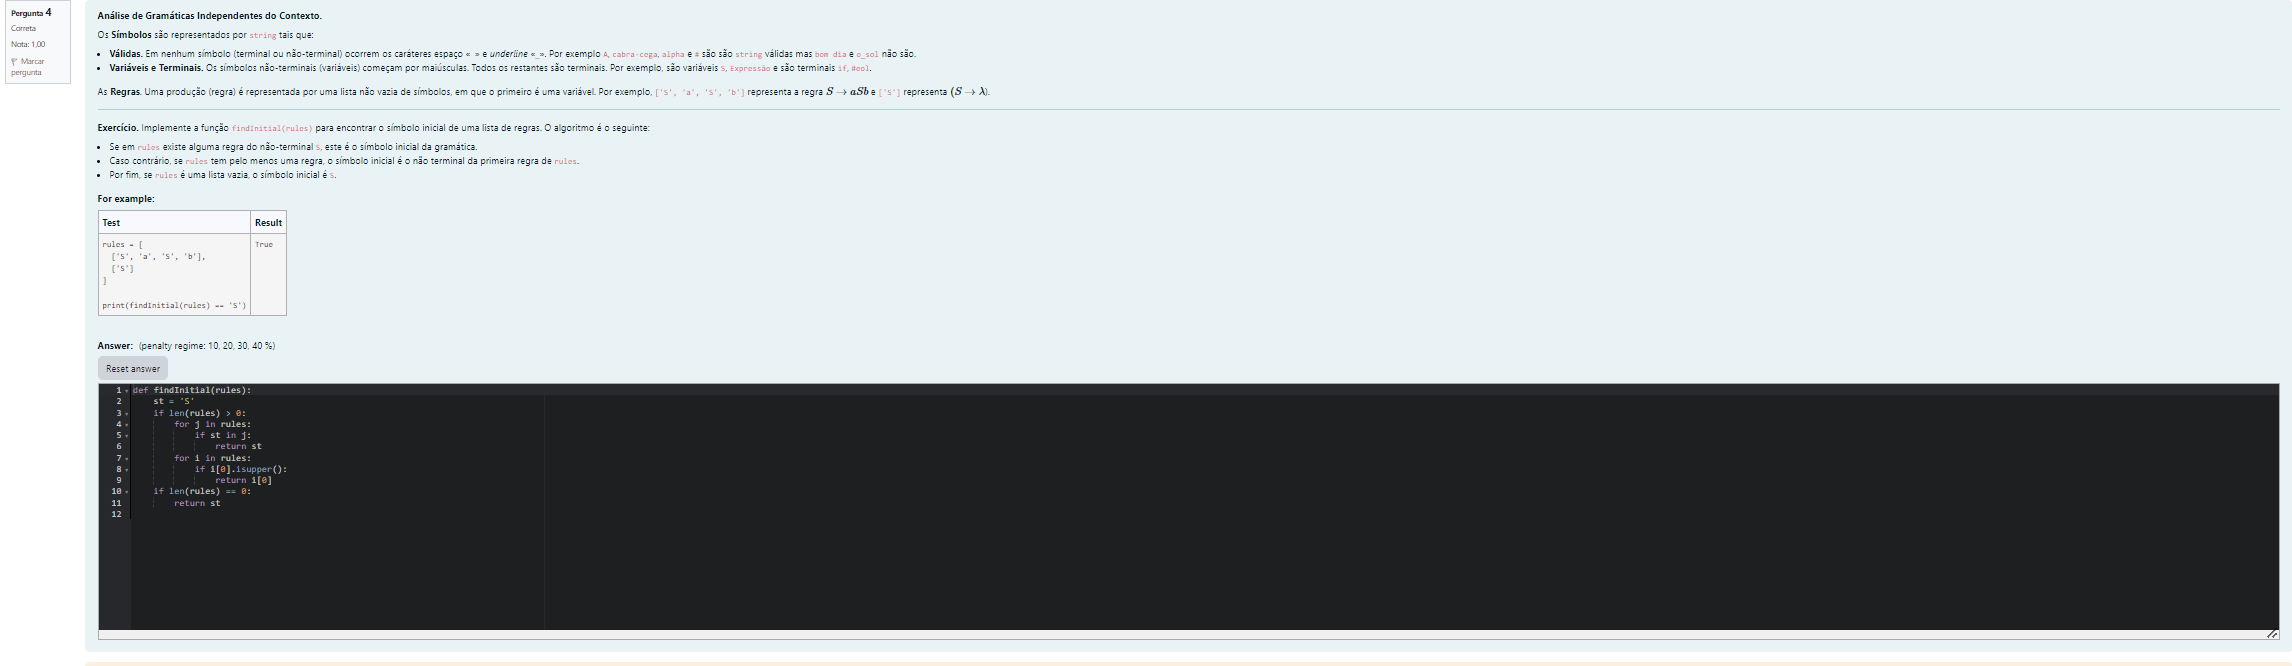 Pergunta 4
Correta
Nota: 1,00
Marcar pergunta
Análise de Gramáticas Independentes do Contexto.
Os Símbolos são representados por string tais que:
• Válidas. Em nenhum símbolo (terminal ou não-terminal) ocorrem os caráteres espaço « » e underline «_». Por exemplo A, cabra-cega, alpha e # são são string válidas mas bom dia e o_sol não são.
• Variáveis e Terminais. Os símbolos não-terminais (variáveis) começam por maiúsculas. Todos os restantes são terminais. Por exemplo, são variáveis S, Expressão e são terminais if, #eol.
As Regras. Uma produção (regra) é representada por uma lista não vazia de símbolos, em que o primeiro é uma variável. Por exemplo, ['S', 'a', 'S', 'b'] representa a regra S → aSb e ['S'] representa (S → λ).
Exercício. Implemente a função findInitial(rules) para encontrar o símbolo inicial de uma lista de regras. O algoritmo é o seguinte:
• Se em rules existe alguma regra do não-terminal S, este é o símbolo inicial da gramática.
• Caso contrário, se rules tem pelo menos uma regra, o símbolo inicial é o não terminal da primeira regra de rules.
• Por fim, se rules é uma lista vazia, o símbolo inicial é S.
For example:
Test Result
rules = [ True
['S', 'a', 'S', 'b'],
['S']
]
print(findInitial(rules) == 'S')
Answer: (penalty regime: 10, 20, 30, 40 %)
Reset answer
1 def findInitial(rules):
2 st = 'S'
3 if len(rules) > 0:
4 for j in rules:
5 if st in j:
6 return st
7 for i in rules:
8 if i[0].isupper():
9 return i[0]
10 if len(rules) == 0:
11 return st
12